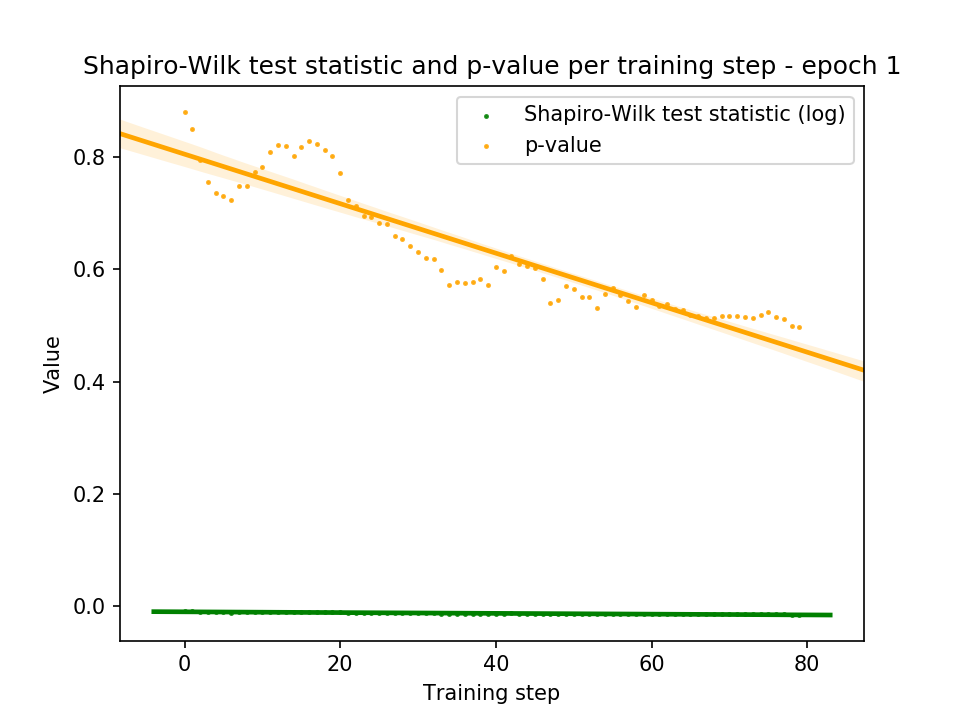 Shapiro-Wilk test statistic and p-value per training step - epoch 1
Shapiro-Wilk test statistic (log)
p-value
0.8
0.6
0.4
0.2
0.0
Value
0 20 40 60 80
Training step